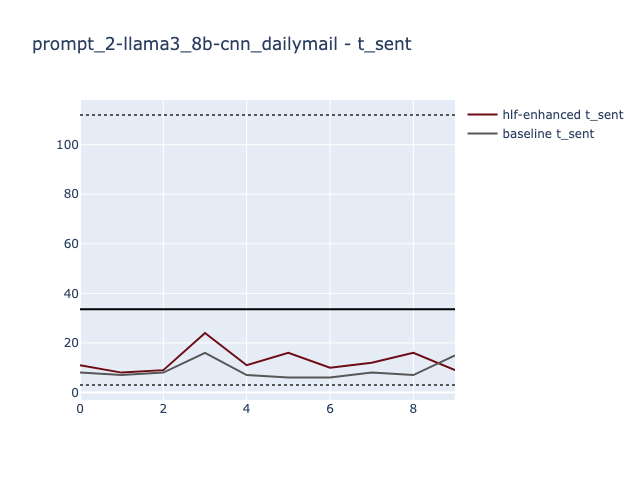 prompt_2-llama3_8b-cnn_dailymail - t_sent
hlf-enhanced t_sent
baseline t_sent
100
80
60
40
20
0
0 2 4 6 8